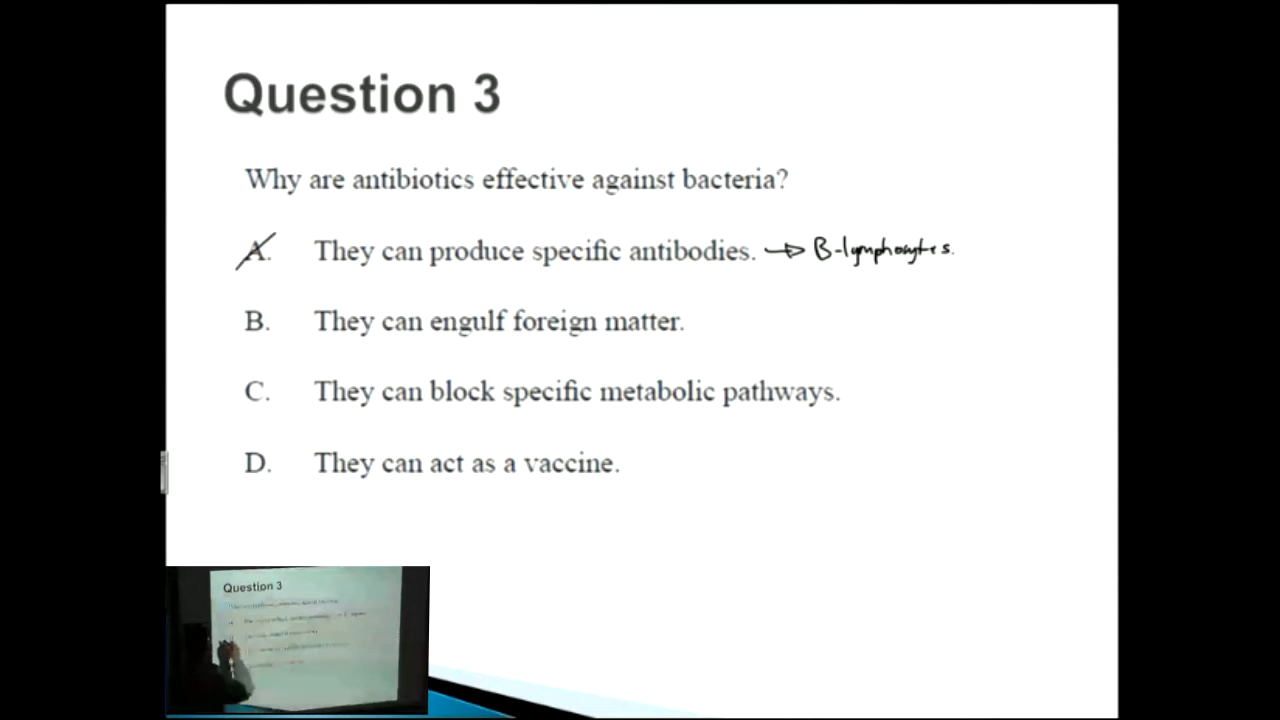 Question 3
Why are antibiotics effective against bacteria?
A. They can produce specific antibodies. → B-lymphocytes.
B. They can engulf foreign matter.
C. They can block specific metabolic pathways.
D. They can act as a vaccine.
Question 3